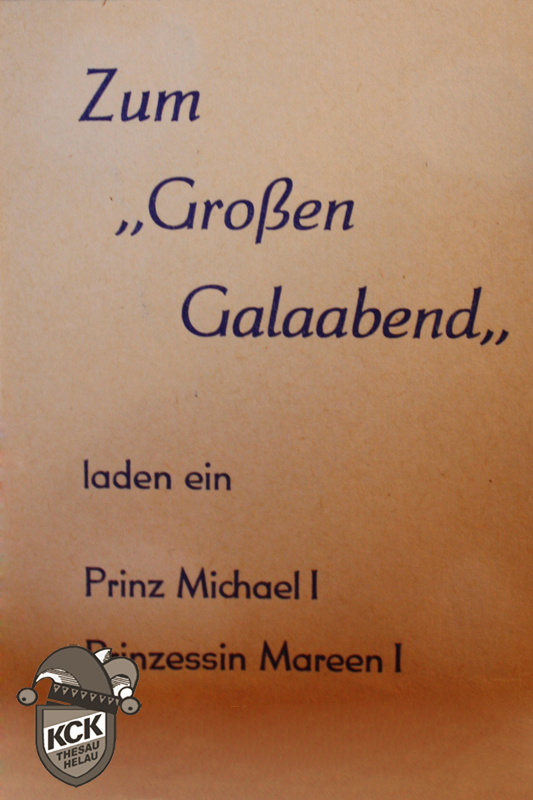 Zum
„Großen
Galaabend„
laden ein
Prinz Michael I
Prinzessin Mareen I
KCK
THESAU
HELAU